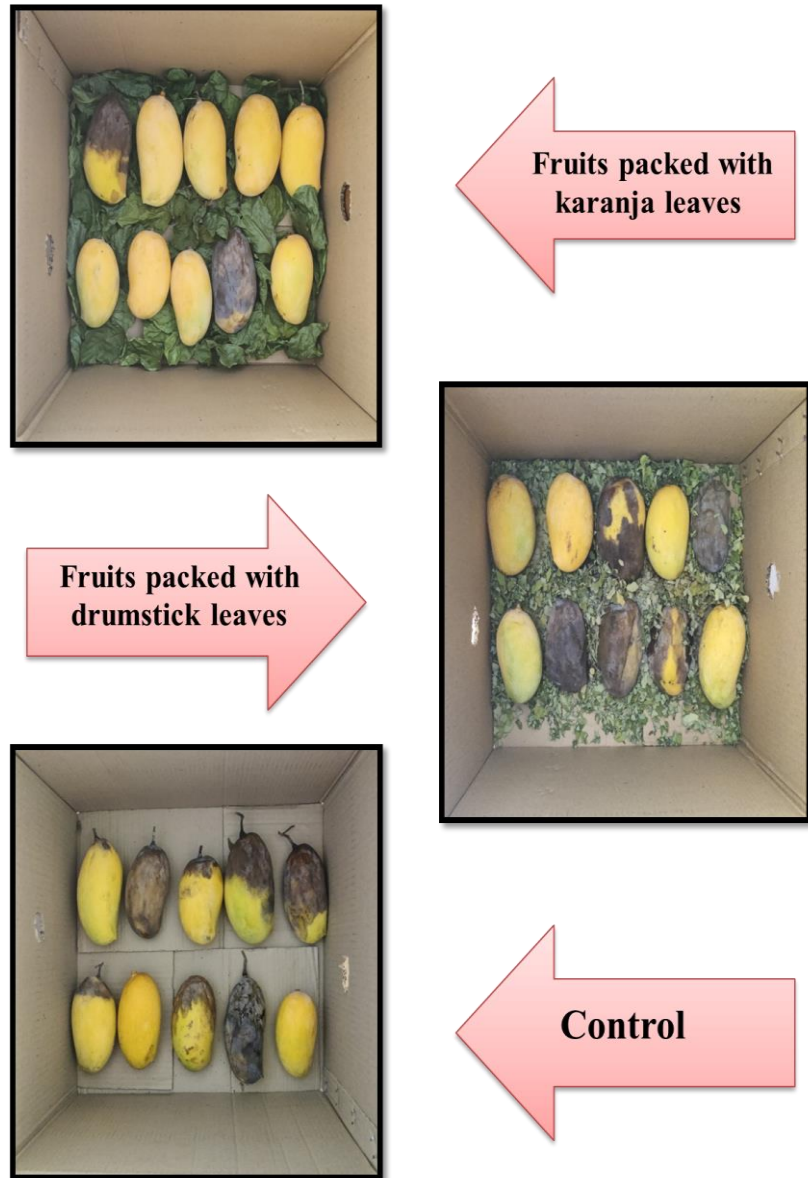 Fruits packed with
karanja leaves
Fruits packed with
drumstick leaves
Control